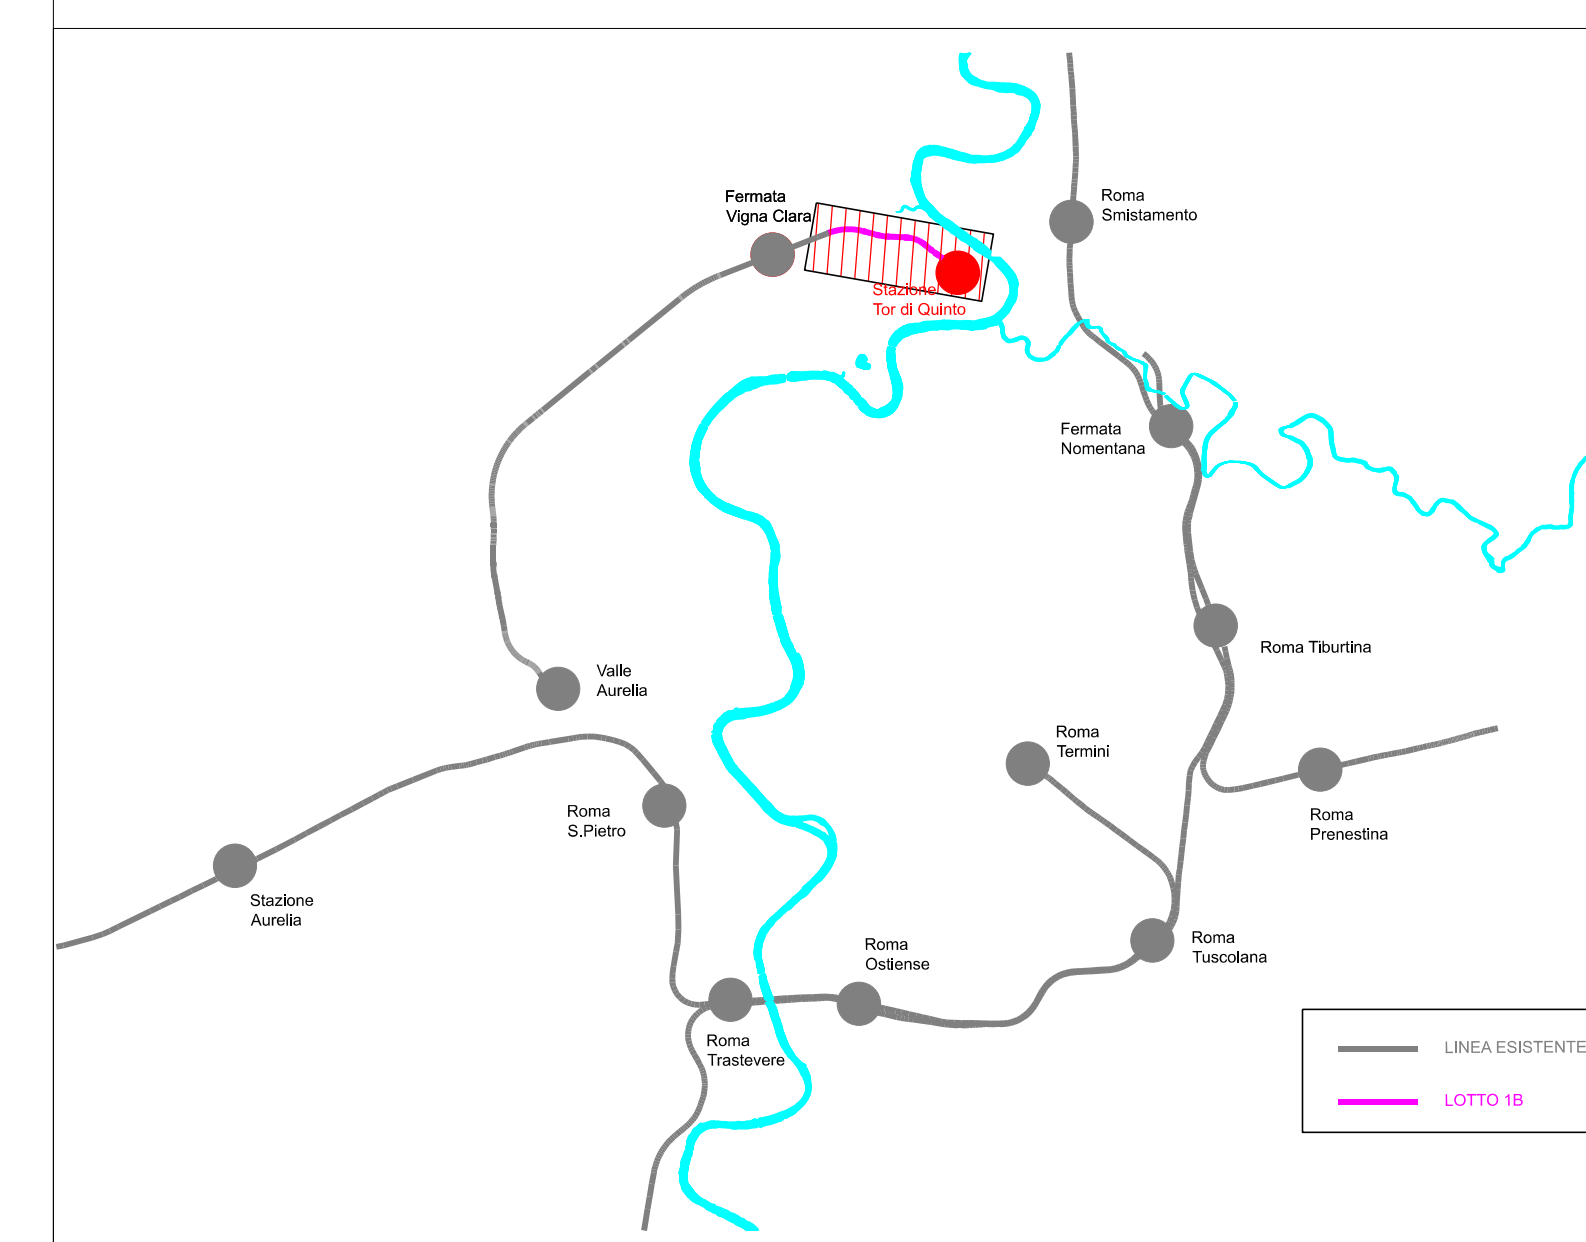 Roma
Smistamento
Fermata
Vigna Clara
Stazione
Tor di Quinto
Fermata
Nomentana
Roma Tiburtina
Valle
Aurelia
Roma
Termini
Roma
S.Pietro
Roma
Prenestina
Stazione
Aurelia
Roma
Ostiense
Roma
Tuscolana
Roma
Trastevere
LINEA ESISTENTE
LOTTO 1B